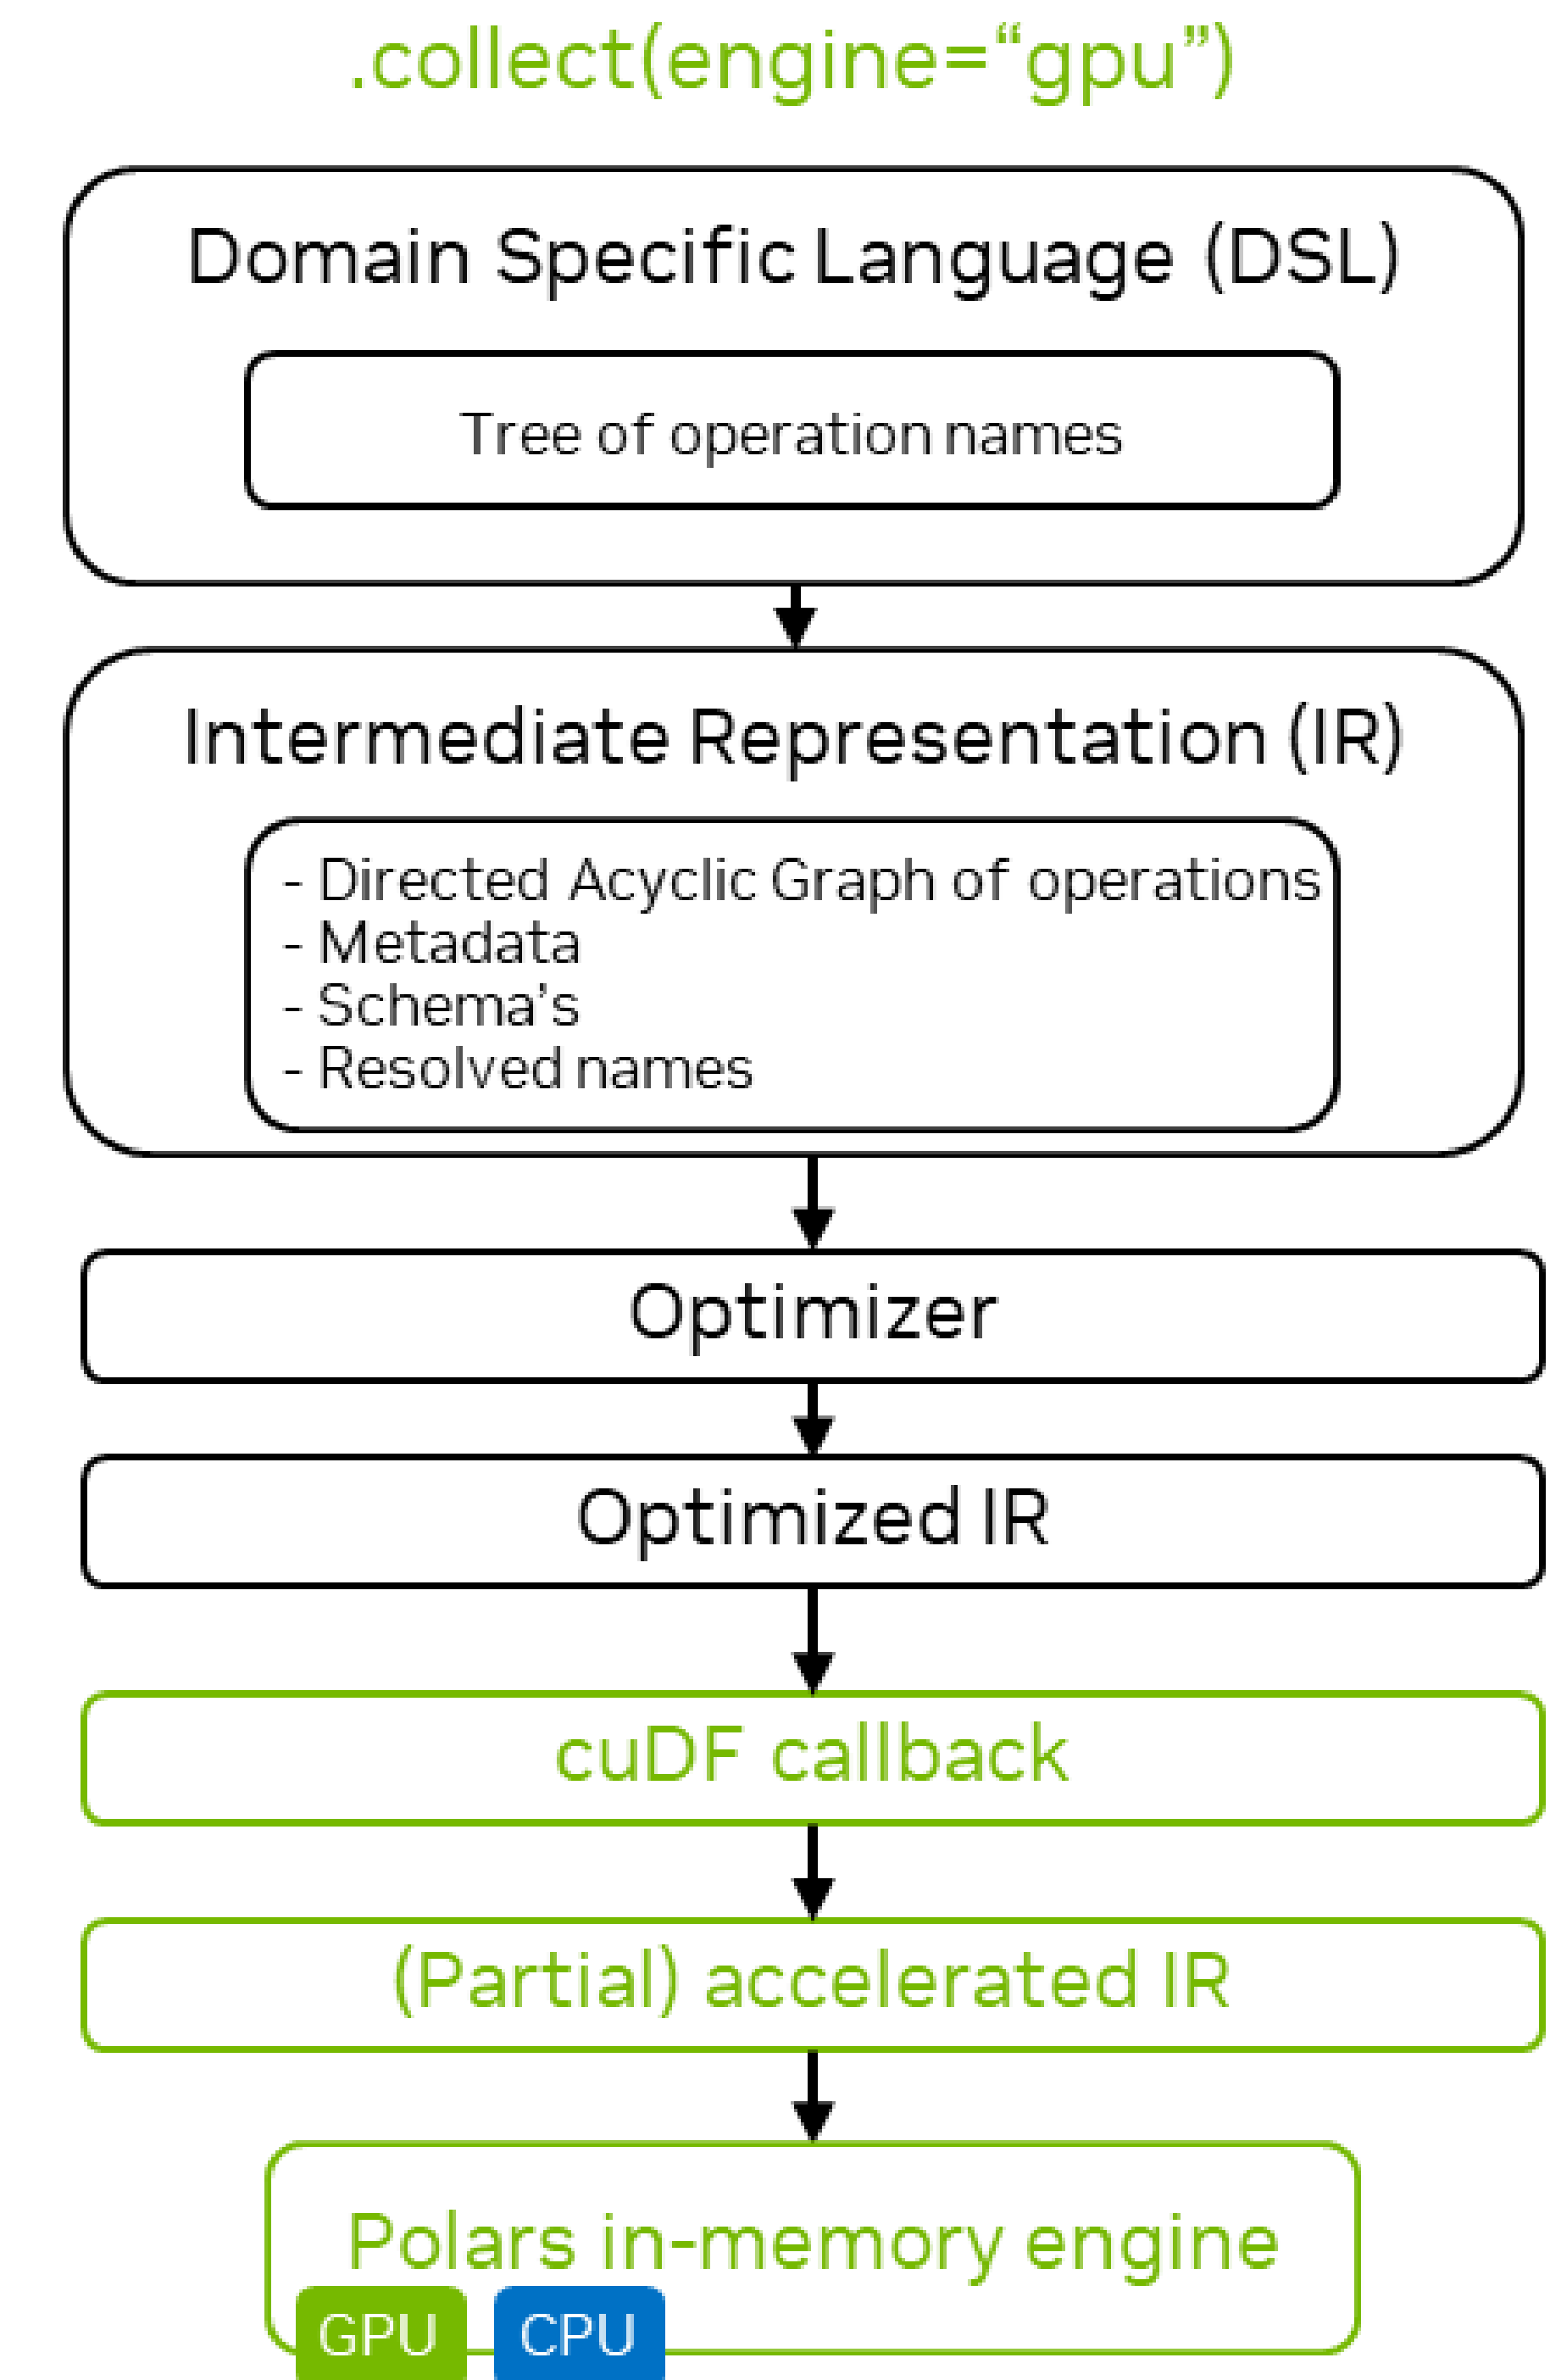 .collect(engine=“gpu”)
Domain Specific Language (DSL)
Tree of operation names
Intermediate Representation (IR)
- Directed Acyclic Graph of operations
- Metadata
- Schema’s
- Resolved names
Optimizer
Optimized IR
cuDF callback
(Partial) accelerated IR
Polars in-memory engine
GPU CPU